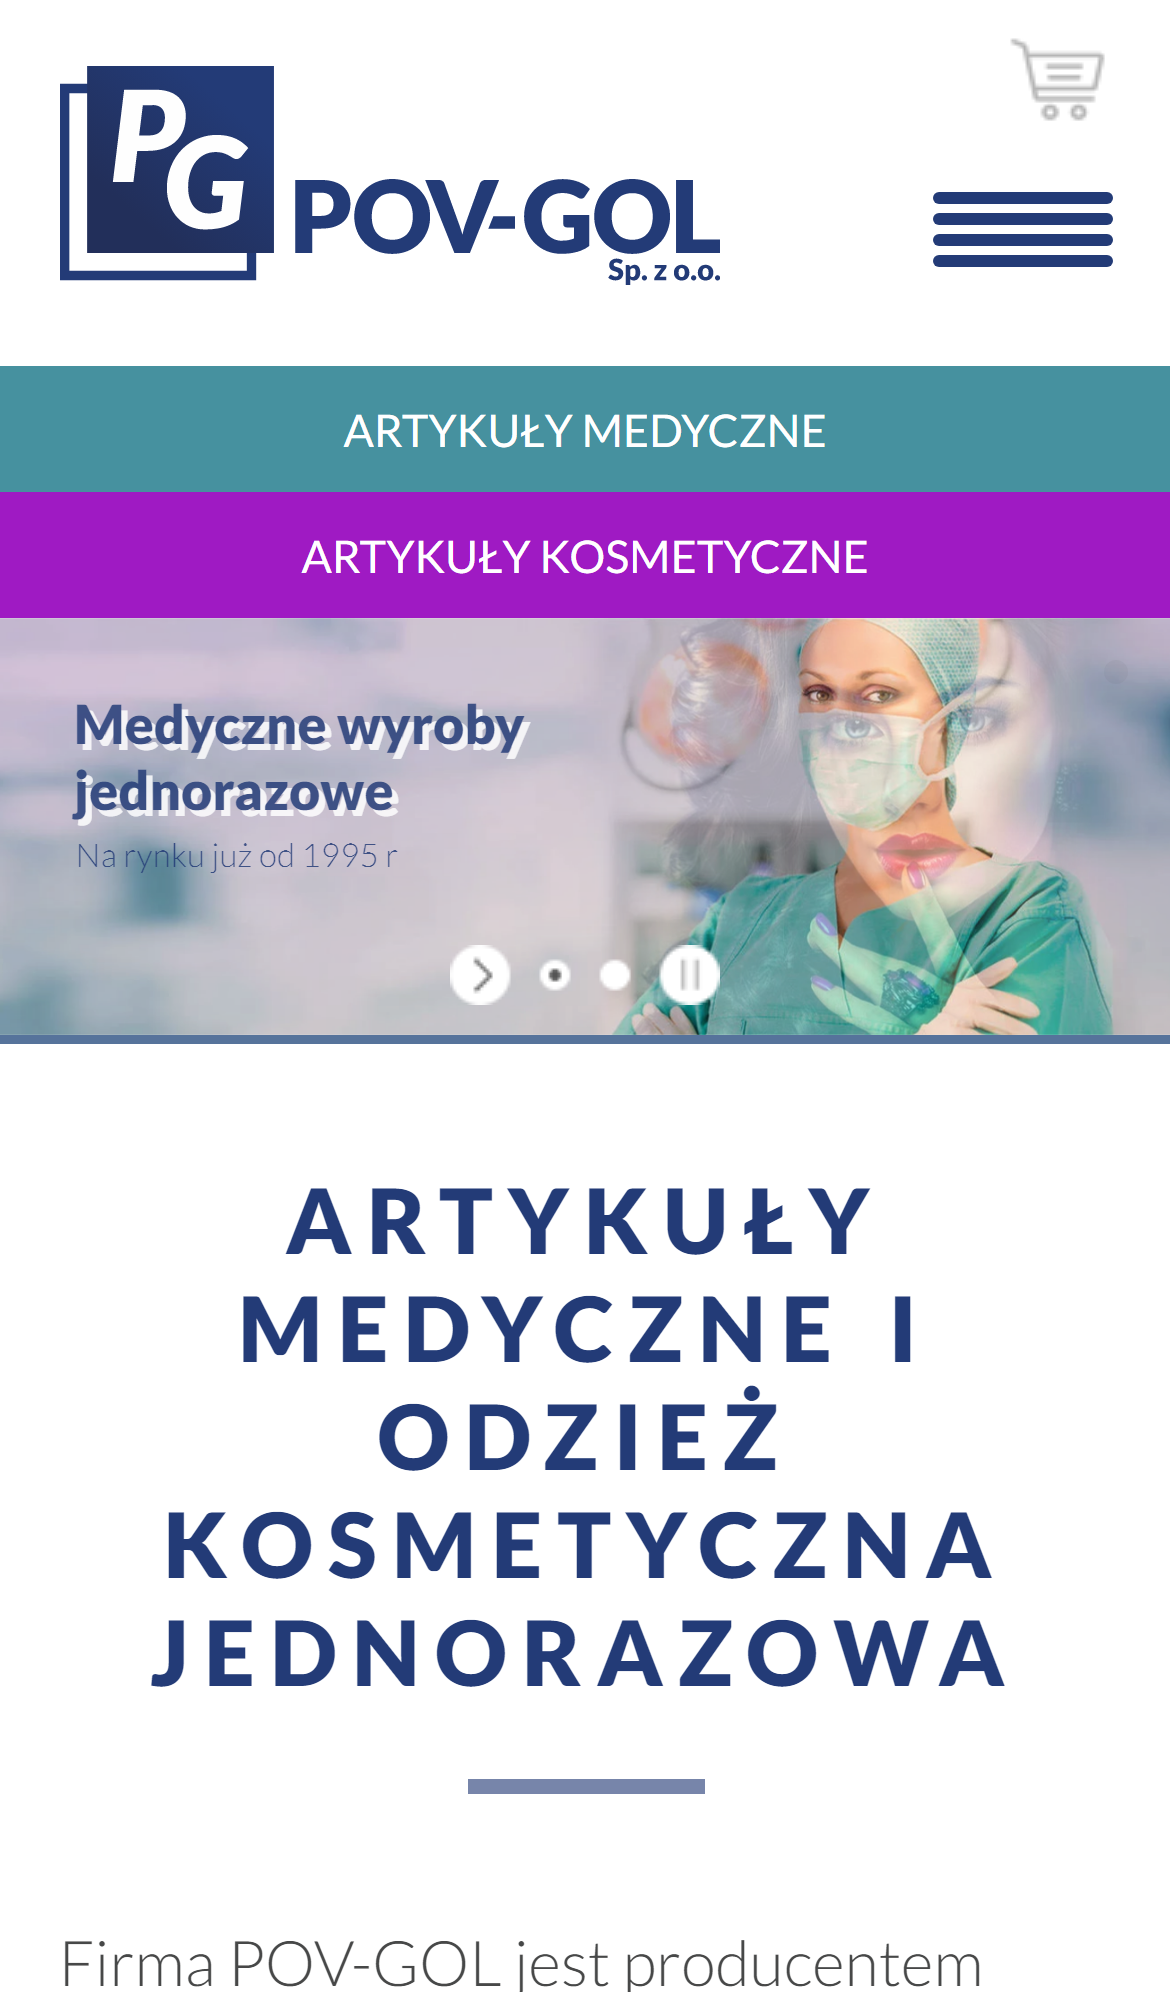 PG
POV-GOL
Sp. z o.o.
ARTYKUŁY MEDYCZNE
ARTYKUŁY KOSMETYCZNE
Medyczne wyroby
jednorazowe
Na rynku już od 1995 r
ARTYKUŁY
MEDYCZNE I
ODZIEŻ
KOSMETYCZNA
JEDNORAZOWA
Firma POV-GOL jest producentem